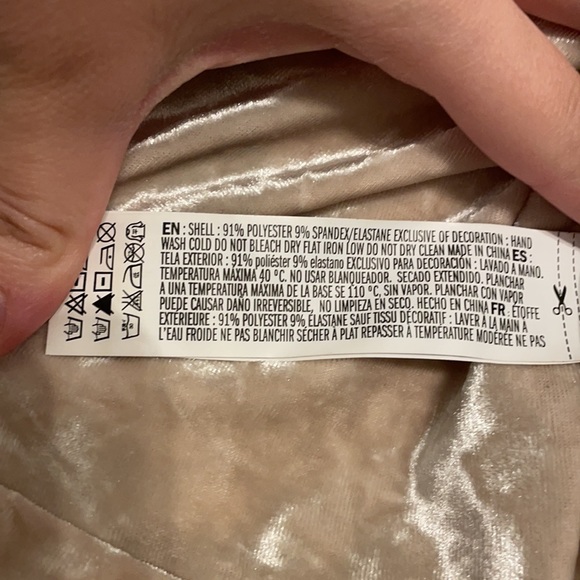 EN : SHELL : 91% POLYESTER 9% SPANDEX/ELASTANE EXCLUSIVE OF DECORATION : HAND
WASH COLD DO NOT BLEACH DRY FLAT IRON LOW DO NOT DRY CLEAN MADE IN CHINA ES :
TELA EXTERIOR : 91% poliéster 9% elastano EXCLUSIVO PARA DECORACIÓN : LAVADO A MANO.
TEMPERATURA MÁXIMA 40 °C. NO USAR BLANQUEADOR. SECADO EXTENDIDO. PLANCHAR
A UNA TEMPERATURA MÁXIMA DE LA BASE SE 110 °C, SIN VAPOR. PLANCHAR CON VAPOR
PUEDE CAUSAR DAÑO IRREVERSIBLE, NO LIMPIEZA EN SECO. HECHO EN CHINA FR : ÉTOFFE
EXTÉRIEURE : 91% POLYESTER 9% ÉLASTANE SAUF TISSU DÉCORATIF : LAVER À LA MAIN À
L'EAU FROIDE NE PAS BLANCHIR SÉCHER À PLAT REPASSER À TEMPÉRATURE MODÉRÉE NE PAS